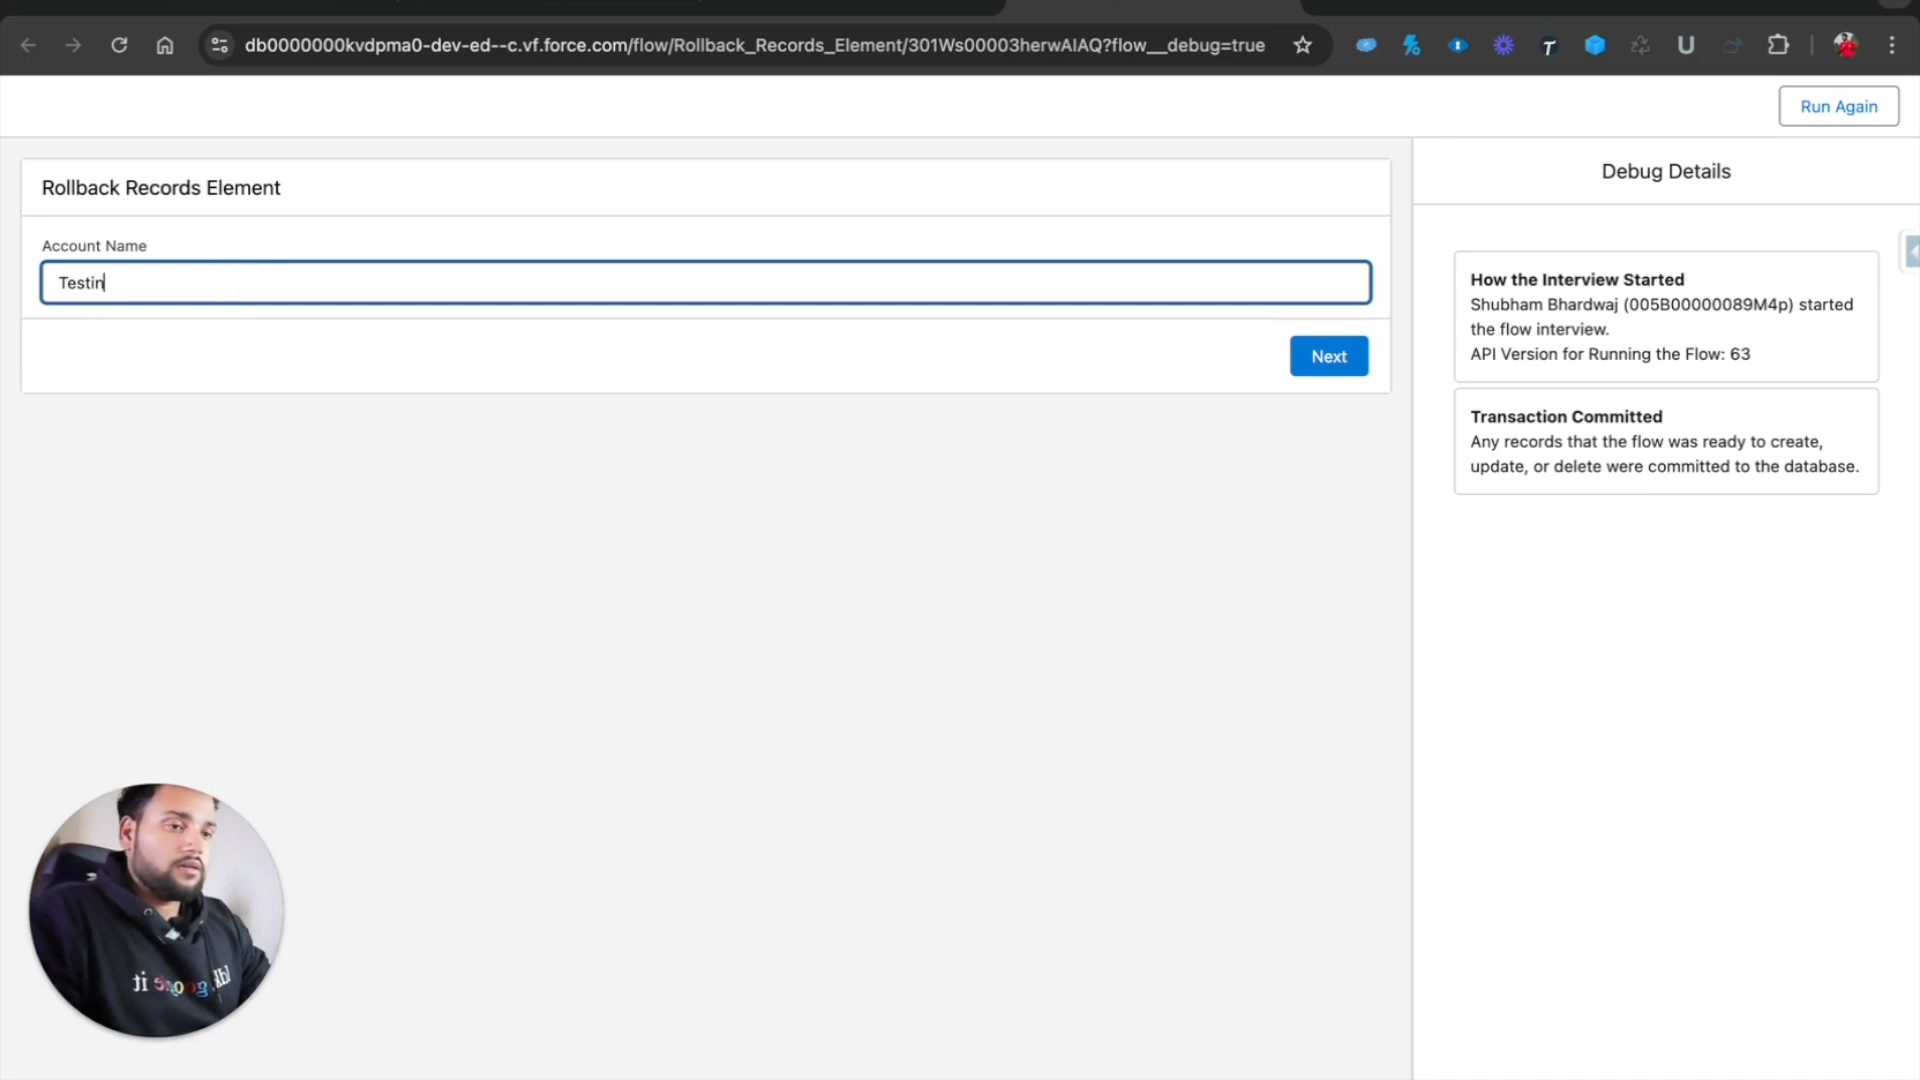 db0000000kvdpma0-dev-ed--c.vf.force.com/flow/Rollback_Records_Element/301Ws00003herwAIAQ?flow__debug=true
Run Again
Rollback Records Element
Debug Details
Account Name
Testin
Next
How the Interview Started
Shubham Bhardwaj (005B00000089M4p) started
the flow interview.
API Version for Running the Flow: 63
Transaction Committed
Any records that the flow was ready to create,
update, or delete were committed to the database.
google it